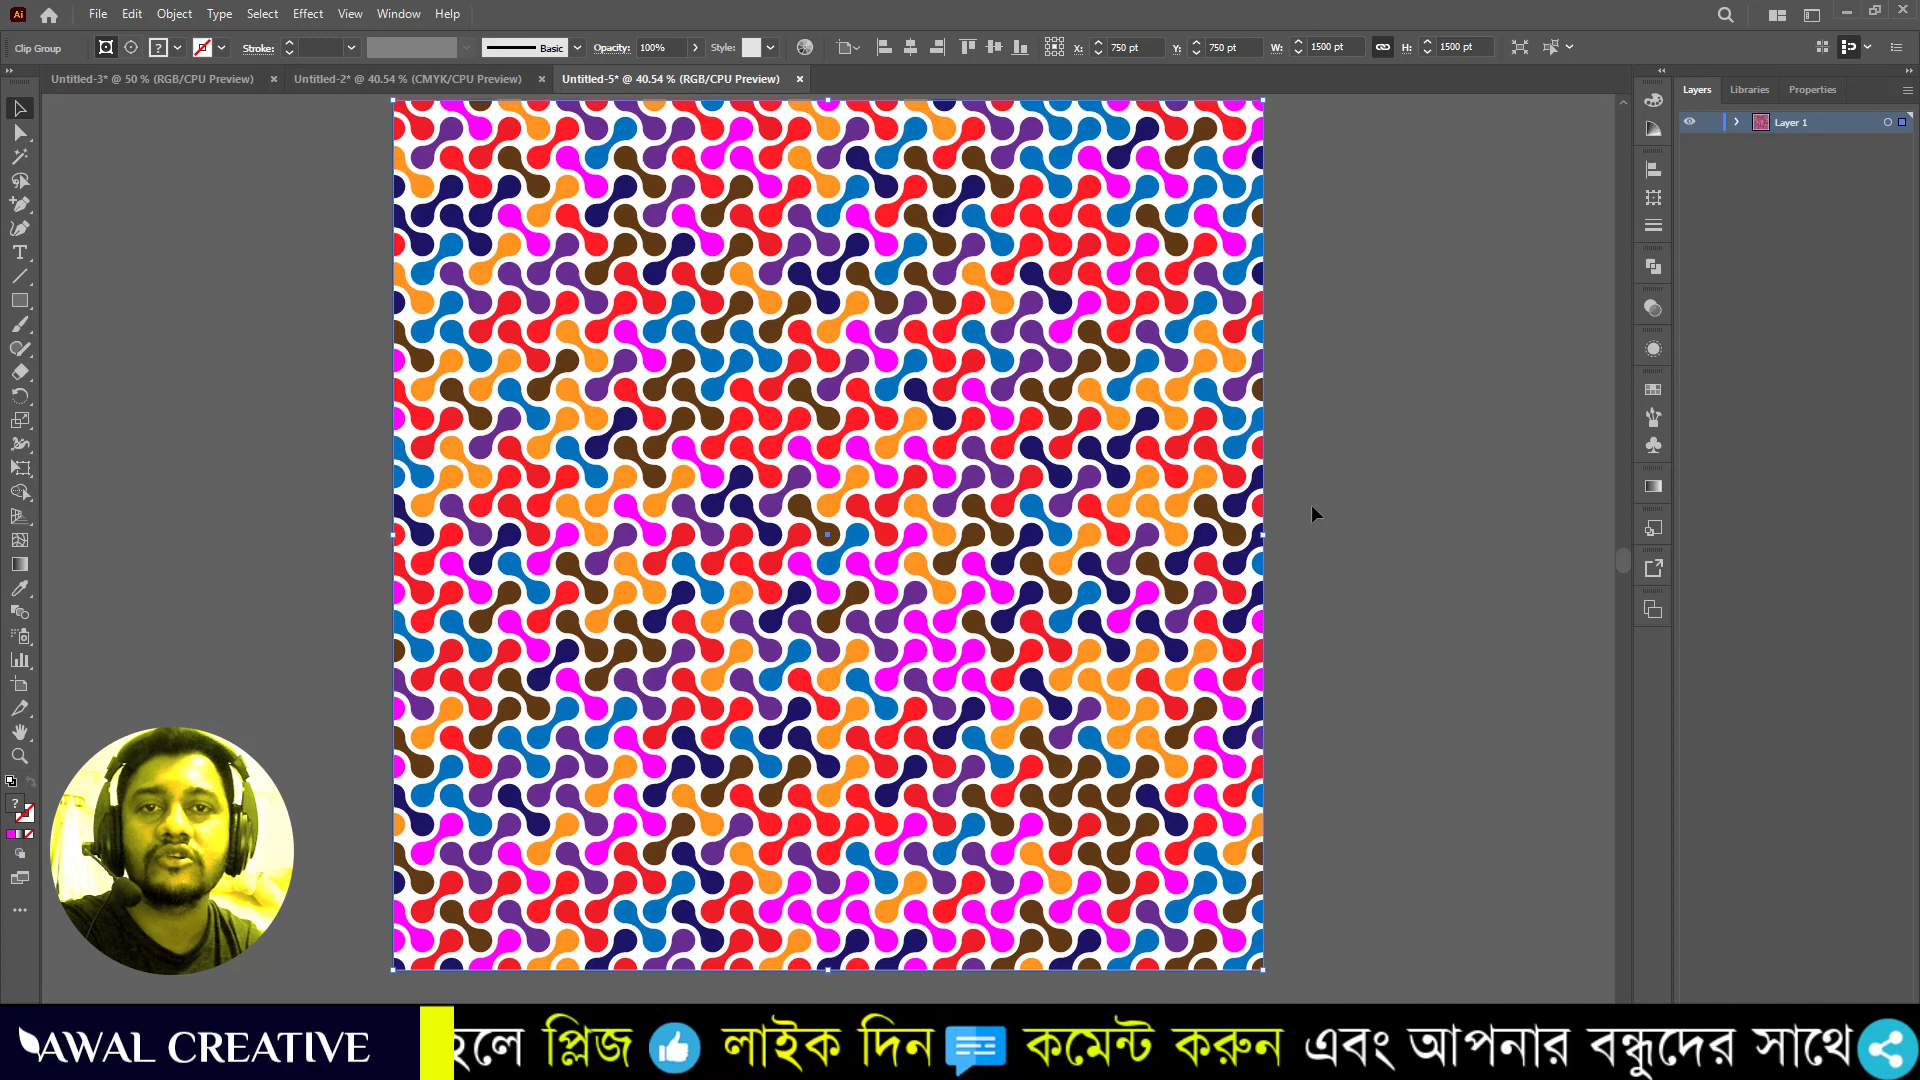 Ai File Edit Object Type Select Effect View Window Help
Clip Group ? Stroke: Basic Opacity: 100% Style: X: 750 pt Y: 750 pt W: 1500 pt H: 1500 pt
Untitled-3* @ 50 % (RGB/CPU Preview) × Untitled-2* @ 40.54 % (CMYK/CPU Preview) × Untitled-5* @ 40.54 % (RGB/CPU Preview) ×
Layers Libraries Properties
Layer 1
?
AWAL CREATIVE হলে প্লিজ লাইক দিন কমেন্ট করুন এবং আপনার বন্ধুদের সাথে